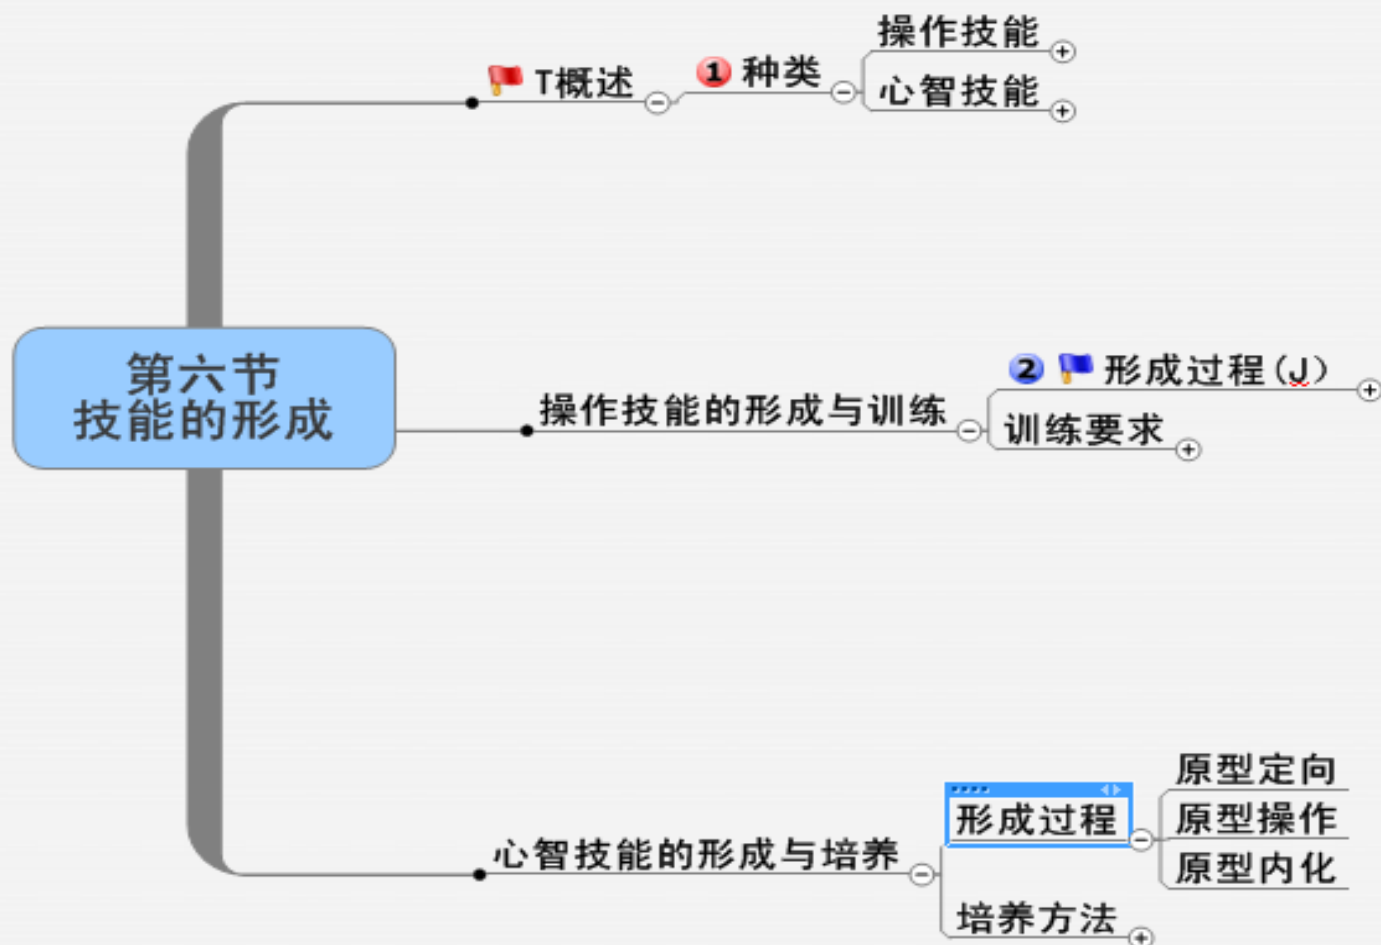 操作技能
T概述
1 种类
心智技能
第六节
技能的形成
操作技能的形成与训练
2 形成过程(J)
训练要求
心智技能的形成与培养
形成过程
原型定向
原型操作
原型内化
培养方法